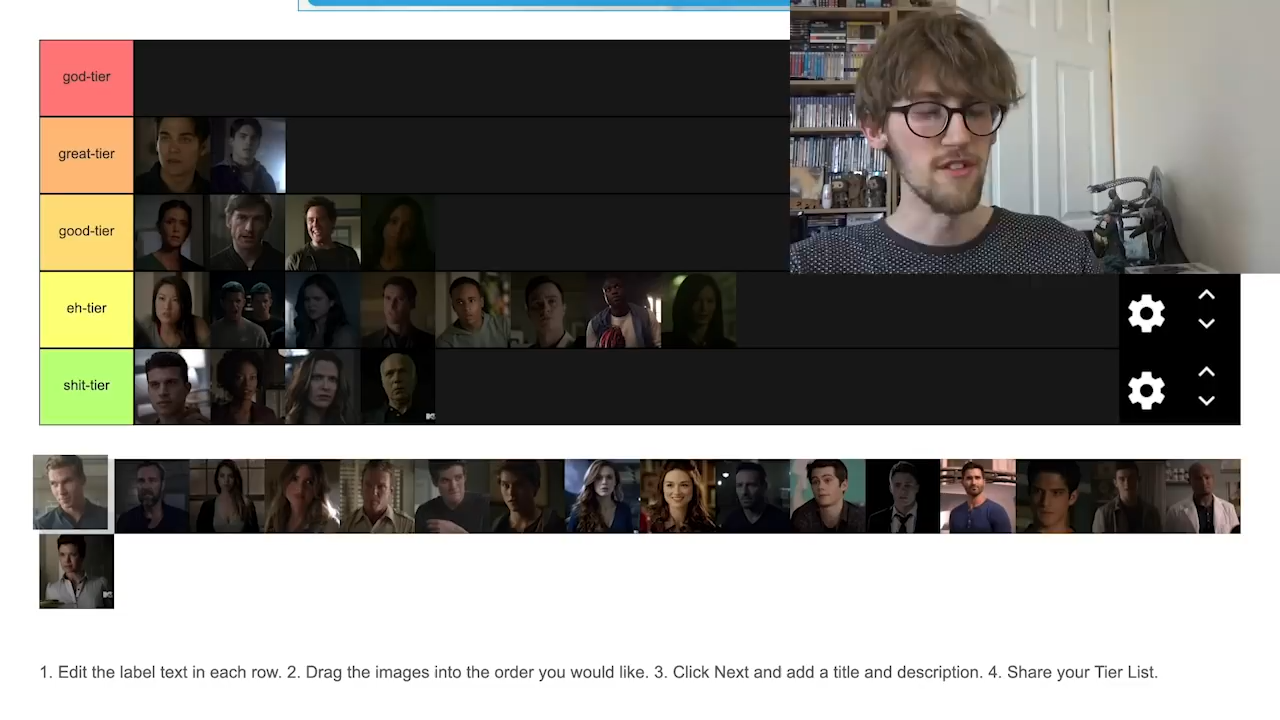 god-tier
great-tier
good-tier
eh-tier
shit-tier
1. Edit the label text in each row. 2. Drag the images into the order you would like. 3. Click Next and add a title and description. 4. Share your Tier List.